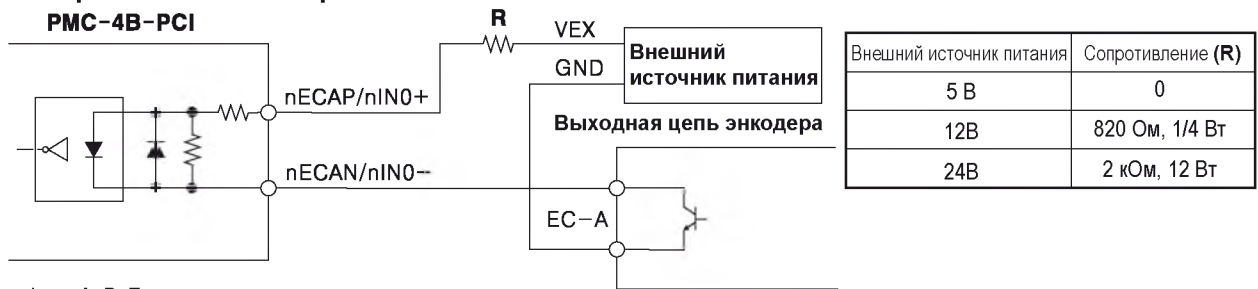 PMC-4B-PCI
R
VEX
GND
Внешний
источник питания
nECAP/nIN0+
Выходная цепь энкодера
nECAN/nIN0-
EC-A
Внешний источник питания Сопротивление (R)
5 В 0
12В 820 Ом, 1/4 Вт
24В 2 кОм, 12 Вт